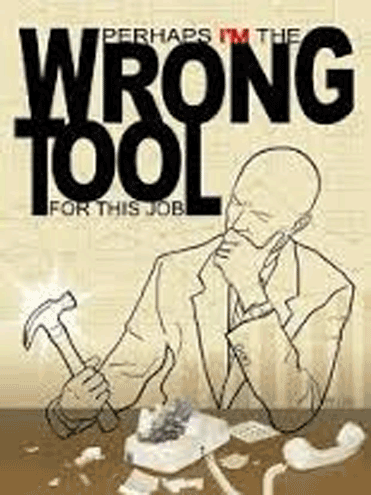 PERHAPS I'M THE
WRONG
TOOL
FOR THIS JOB